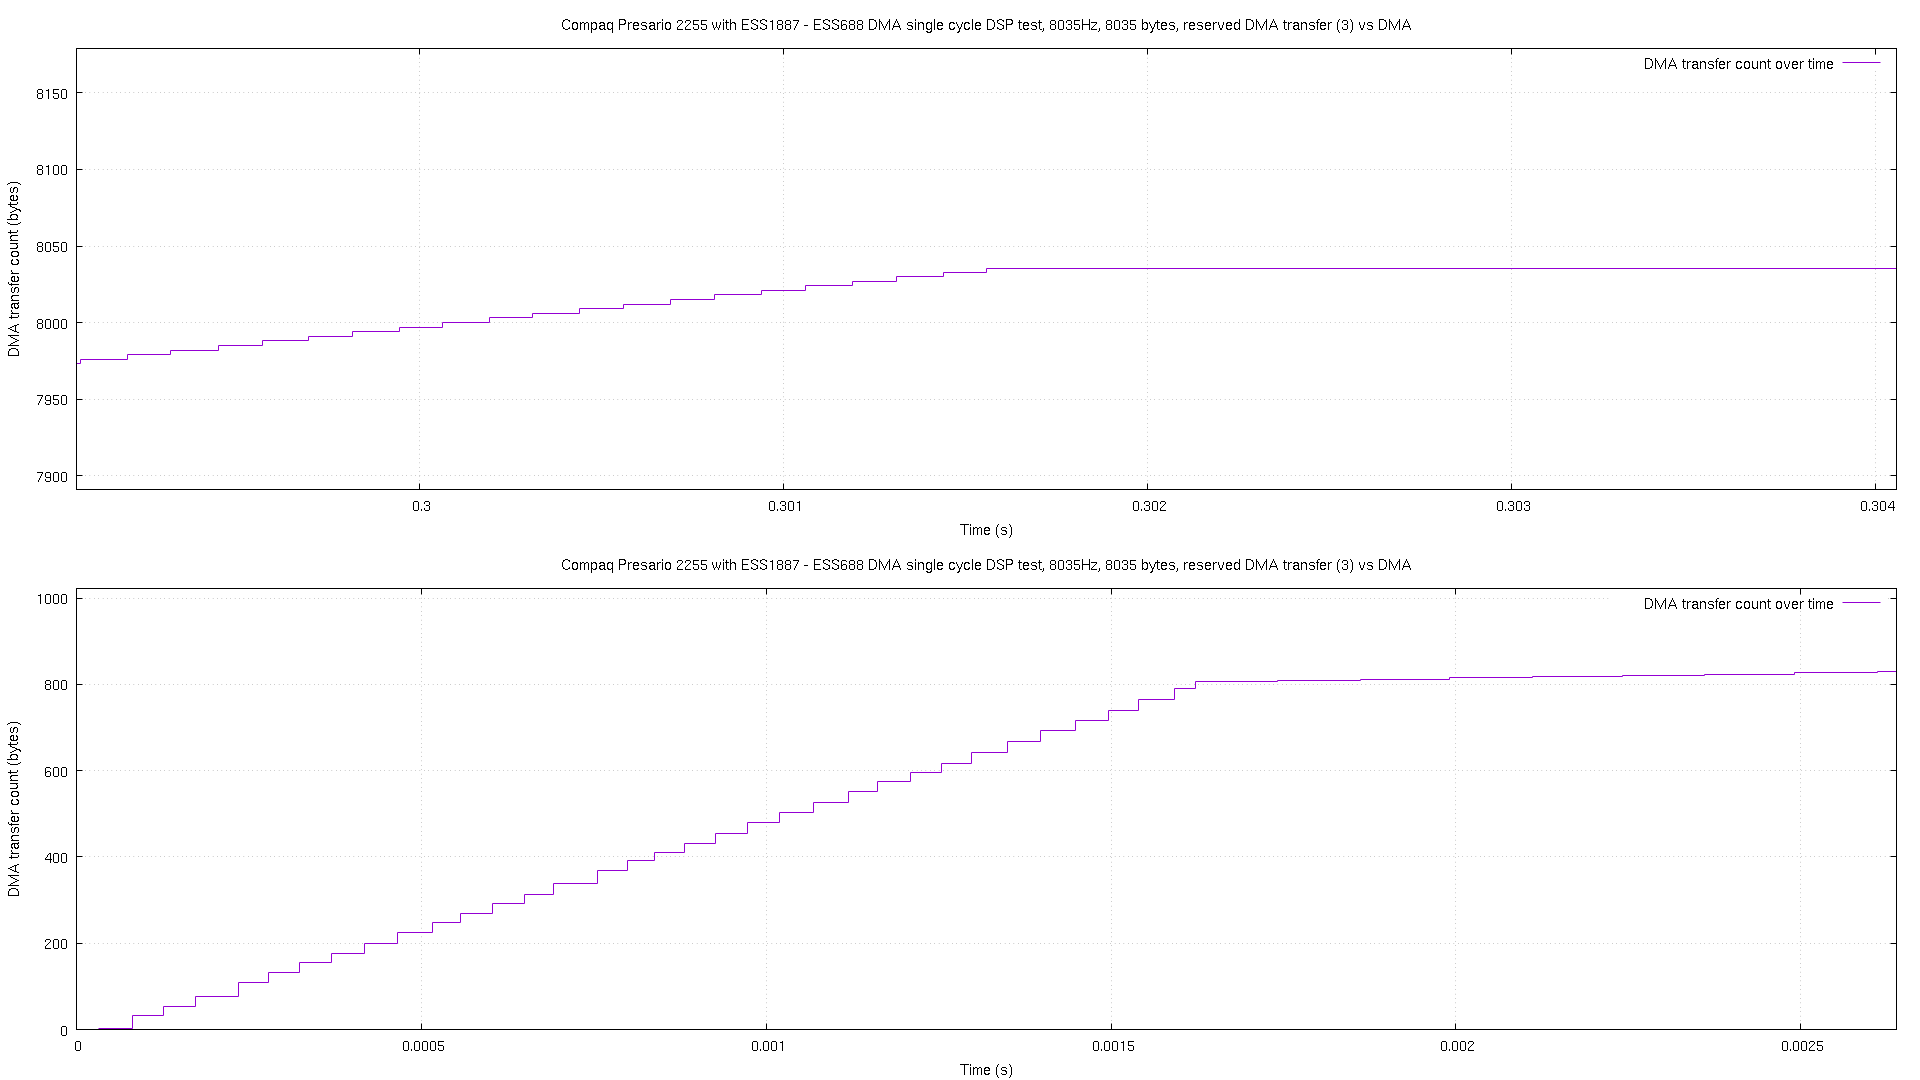 Compaq Presario 2255 with ESS1887 - ESS688 DMA single cycle DSP test, 8035Hz, 8035 bytes, reserved DMA transfer (3) vs DMA
DMA transfer count over time
8150
8100
8050
8000
7950
7900
DMA transfer count (bytes)
0.3 0.301 0.302 0.303 0.304
Time (s)
Compaq Presario 2255 with ESS1887 - ESS688 DMA single cycle DSP test, 8035Hz, 8035 bytes, reserved DMA transfer (3) vs DMA
DMA transfer count over time
1000
800
600
400
200
0
DMA transfer count (bytes)
0 0.0005 0.001 0.0015 0.002 0.0025
Time (s)